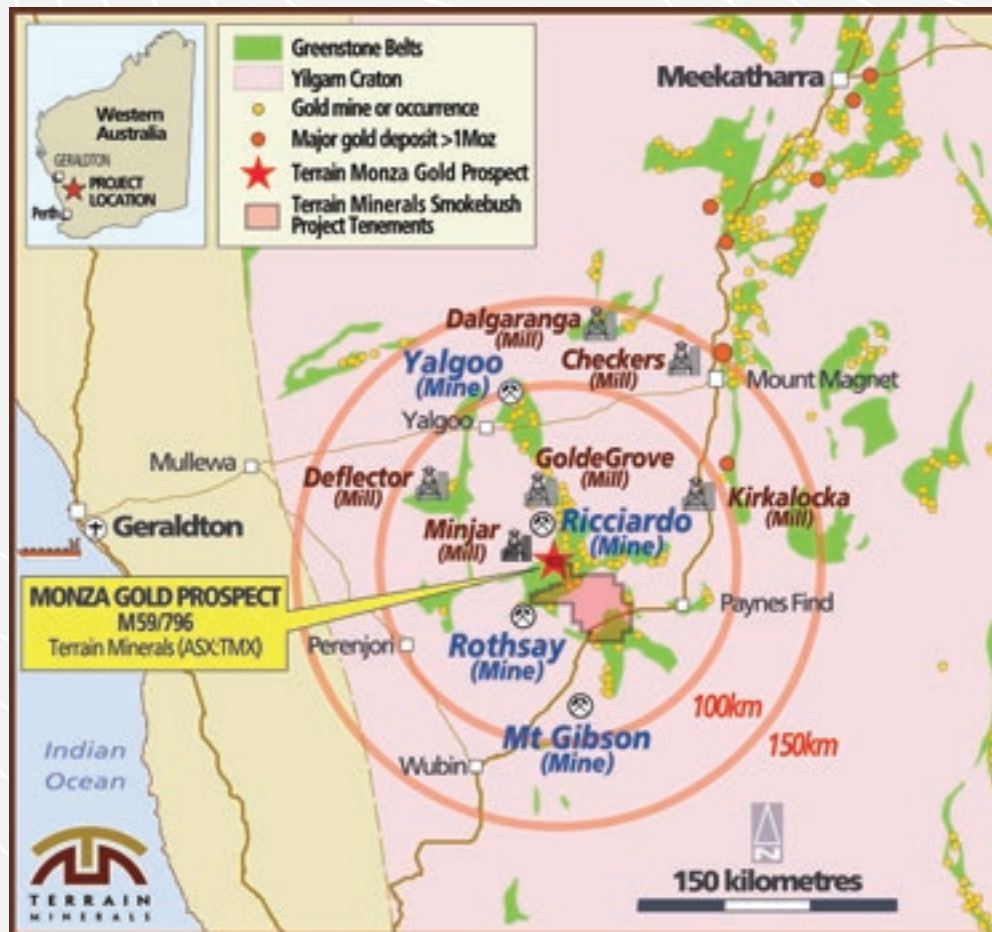 Western
Australia
GERALDTON
PROJECT
LOCATION
Perth
Greenstone Belts
Yilgarn Craton
Gold mine or occurrence
Major gold deposit >1Moz
Terrain Monza Gold Prospect
Terrain Minerals Smokebush
Project Tenements
Meekatharra
Dalgaranga
(Mill)
Checkers
(Mill)
Yalgoo
(Mine)
Mount Magnet
Yalgoo
Mullewa
Deflector
(Mill)
GoldeGrove
(Mill)
Kirkalocka
(Mill)
Geraldton
Minjar
(Mill)
Ricciardo
(Mine)
MONZA GOLD PROSPECT
M59/796
Terrain Minerals (ASX:TMX)
Paynes Find
Perenjori
Rothsay
(Mine)
100km
150km
Mt Gibson
(Mine)
Indian
Ocean
Wubin
N
150 kilometres
TERRAIN
MINERALS